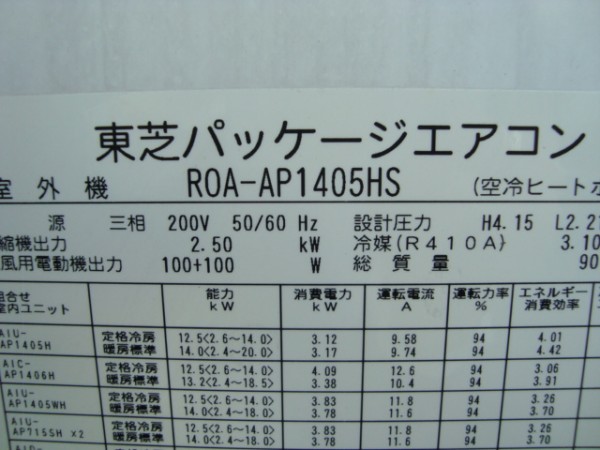 東芝パッケージエアコン
室外機 ROA-AP1405HS (空冷ヒートポ
源 三相 200V 50/60 Hz 設計圧力 H4.15 L2.21
縮機出力 2.50 kW 冷媒(R410A) 3.10
風用電動機出力 100+100 W 総質量 90
組合せ室内ユニット 能力 kW 消費電力 kW 運転電流 A 運転力率 % エネルギー消費効率
AIU-AP1405H 定格冷房 12.5<2.6~14.0> 3.12 9.58 94 4.01
暖房標準 14.0<2.4~20.0> 3.17 9.74 94 4.42
AIC-AP1406H 定格冷房 12.5<2.6~14.0> 4.09 12.6 94 3.06
暖房標準 13.2<2.4~18.5> 3.38 10.4 94 3.91
AIU-AP1405WH 定格冷房 12.5<2.6~14.0> 3.83 11.8 94 3.26
暖房標準 14.0<2.4~18.0> 3.78 11.6 94 3.70
AIU-AP715SH X2 定格冷房 12.5<2.6~14.0> 3.83 11.8 94 3.26
暖房標準 14.0<2.4~18.0> 3.78 11.6 94 3.70